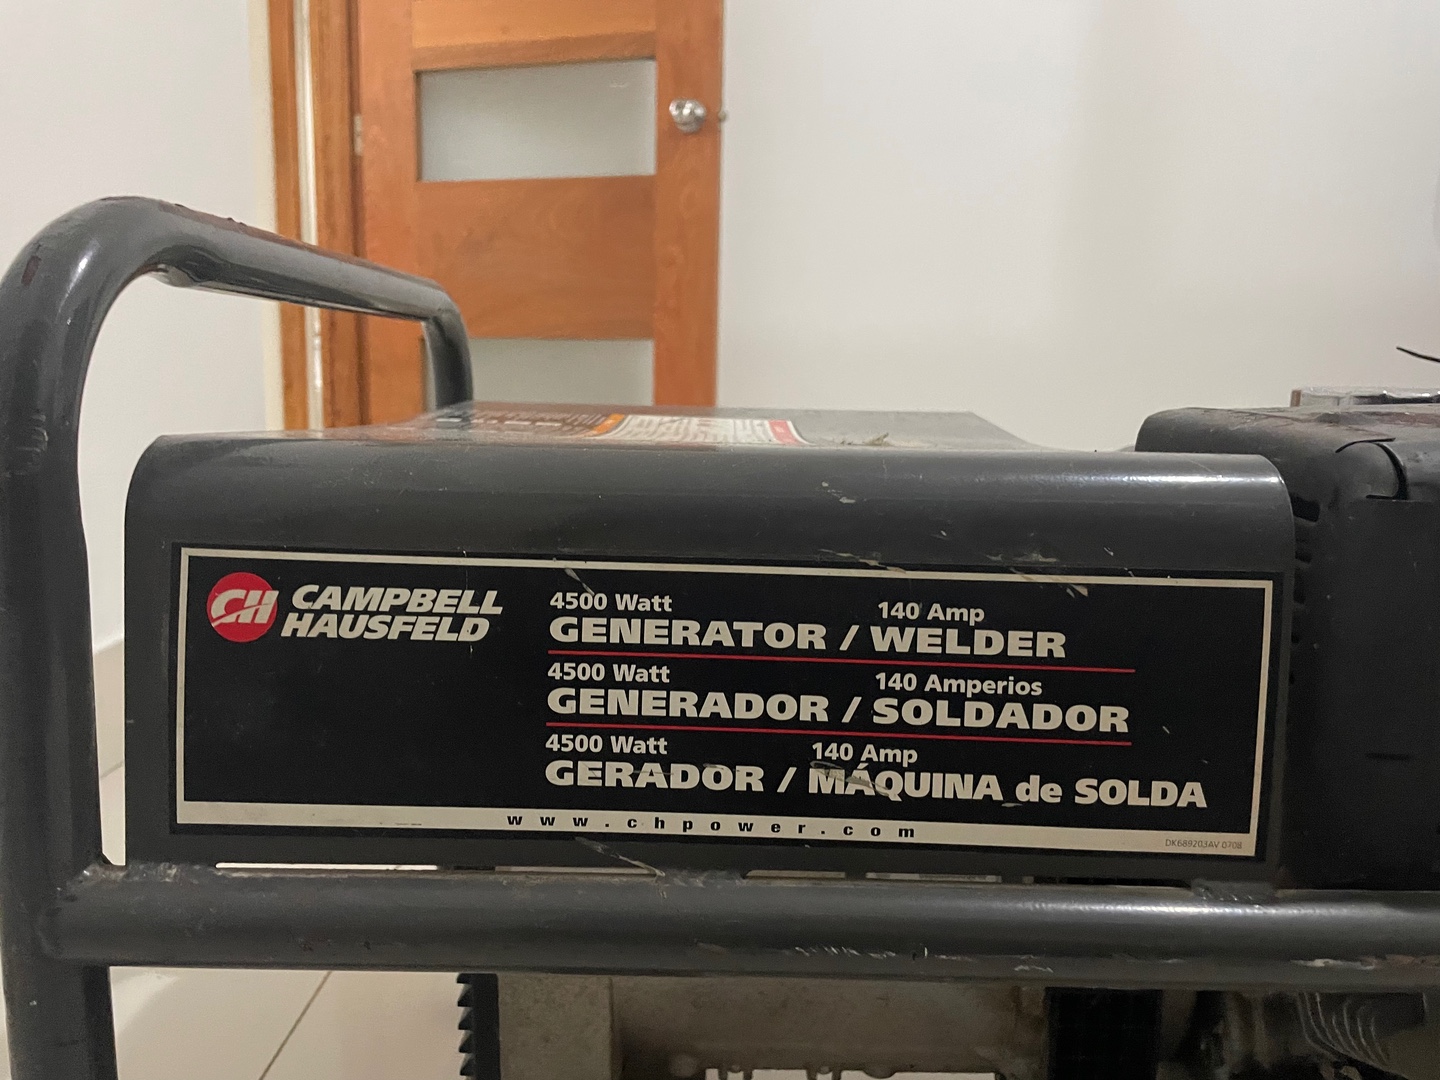 CH CAMPBELL
HAUSFELD
4500 Watt 140 Amp
GENERATOR / WELDER
4500 Watt 140 Amperios
GENERADOR / SOLDADOR
4500 Watt 140 Amp
GERADOR / MÁQUINA de SOLDA
www.chpower.com
DK689203AV 0708